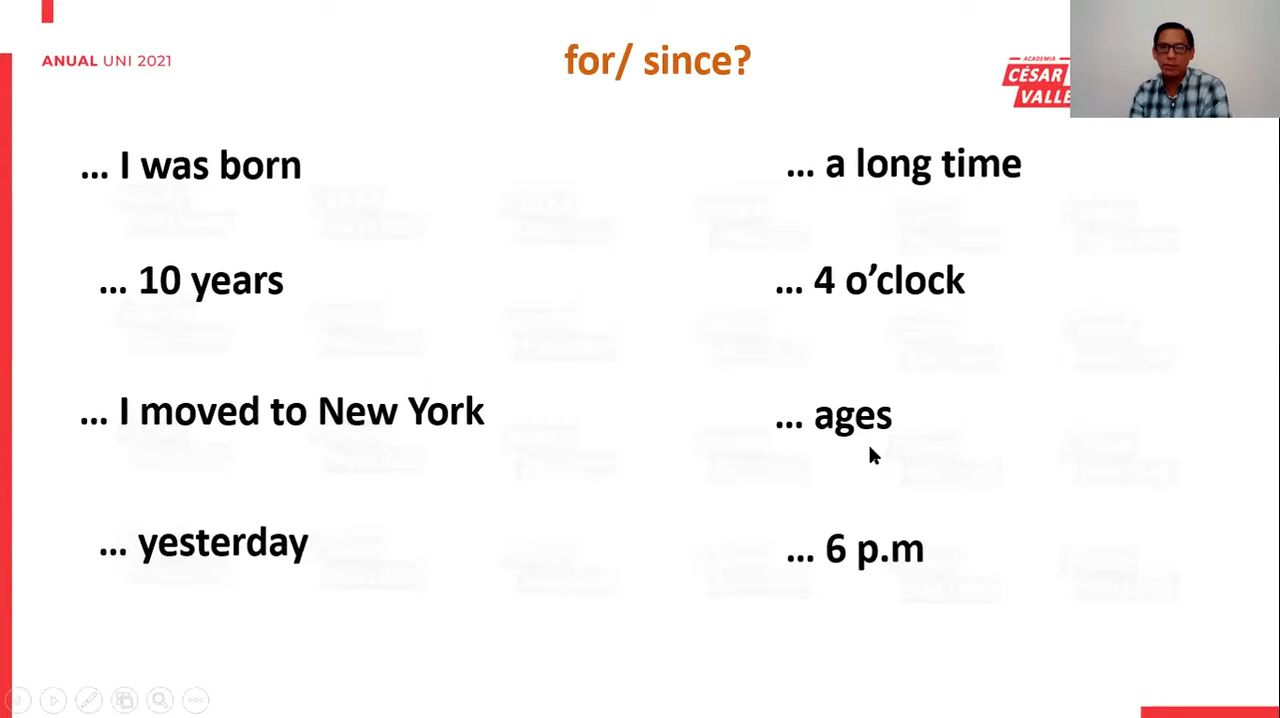 ANUAL UNI 2021
for/ since?
ACADEMIA
CÉSAR
VALLE
... I was born
... a long time
... 10 years
... 4 o’clock
... I moved to New York
... ages
... yesterday
... 6 p.m